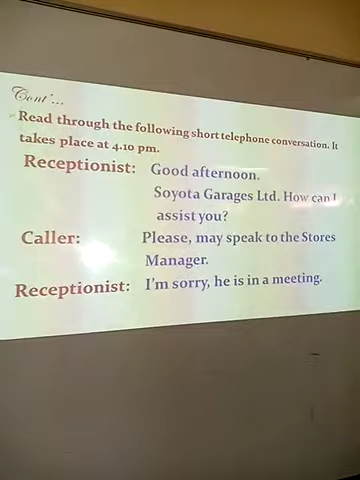 Cont'...
Read through the following short telephone conversation. It
takes place at 4.10 pm.
Receptionist: Good afternoon.
Soyota Garages Ltd. How can I
assist you?
Caller: Please, may speak to the Stores
Manager.
Receptionist: I'm sorry, he is in a meeting.